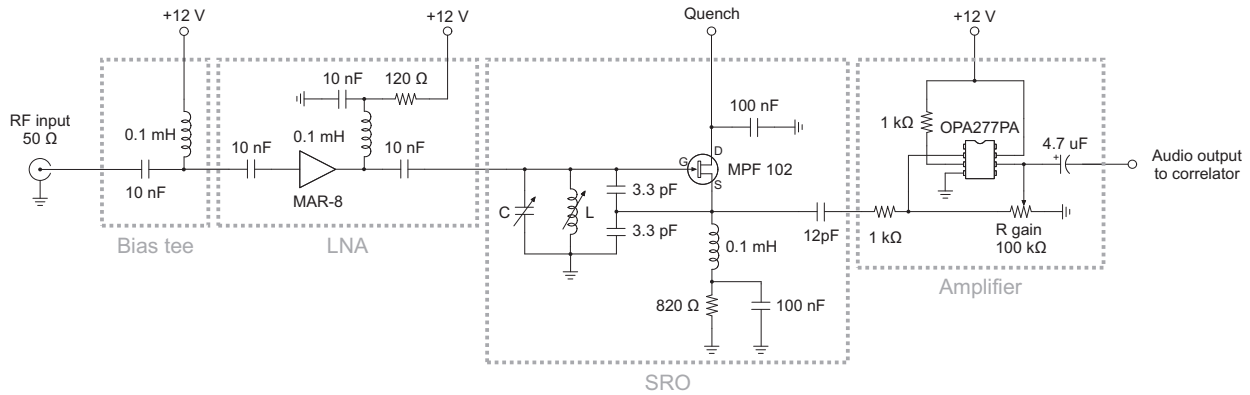 +12 V
+12 V
Quench
+12 V
RF input
50 Ω
0.1 mH
10 nF
Bias tee
10 nF
120 Ω
0.1 mH
10 nF
10 nF
MAR-8
LNA
100 nF
D
G
S
MPF 102
3.3 pF
3.3 pF
C
L
12pF
0.1 mH
820 Ω
100 nF
SRO
1 kΩ
OPA277PA
4.7 uF
+
1 kΩ
R gain
100 kΩ
Amplifier
Audio output
to correlator